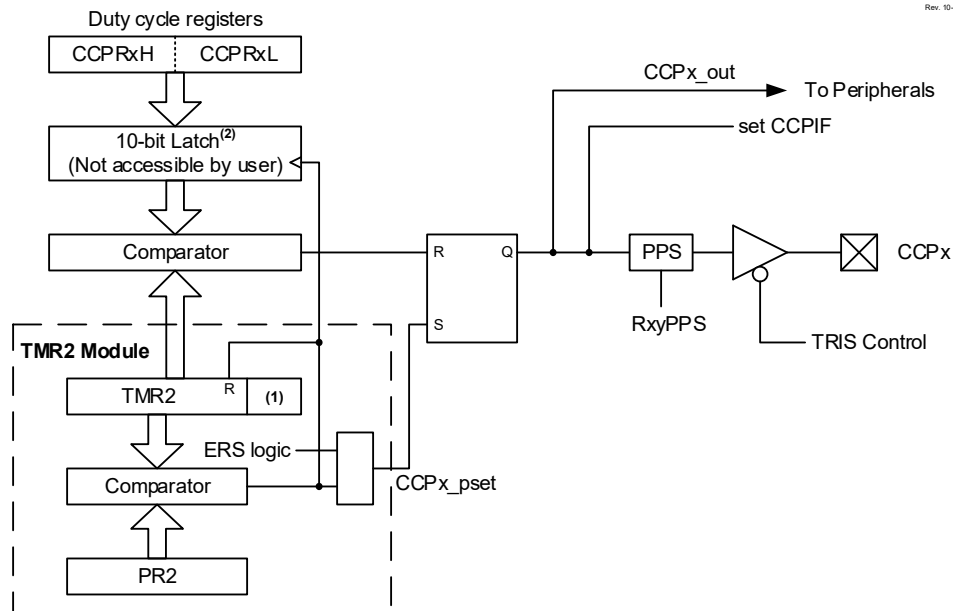 Rev. 10-
Duty cycle registers
CCPRxH CCPRxL
CCPx_out
To Peripherals
set CCPIF
10-bit Latch(2)
(Not accessible by user)
Comparator
R Q
PPS
CCPx
RxyPPS
S
TRIS Control
TMR2 Module
TMR2 R (1)
ERS logic
Comparator
CCPx_pset
PR2